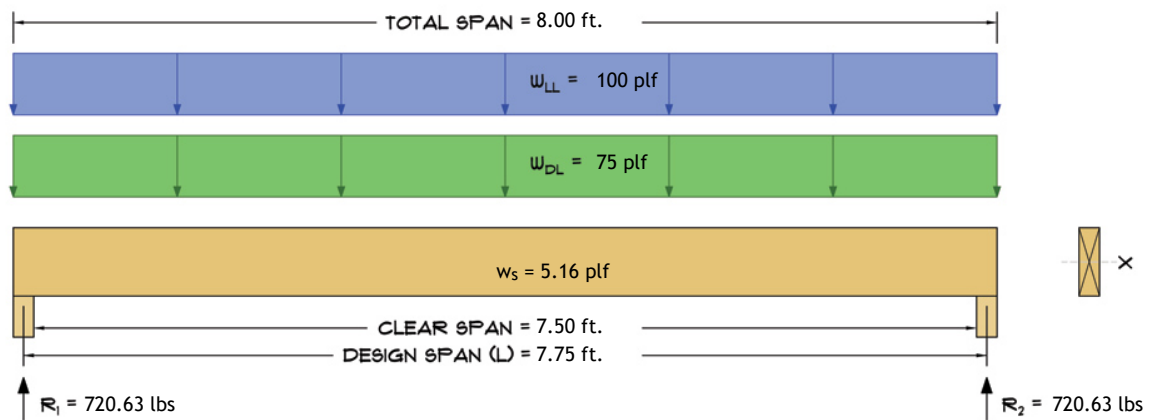 TOTAL SPAN = 8.00 ft.
wLL = 100 plf
wDL = 75 plf
ws = 5.16 plf
X
CLEAR SPAN = 7.50 ft.
DESIGN SPAN (L) = 7.75 ft.
R1 = 720.63 lbs
R2 = 720.63 lbs